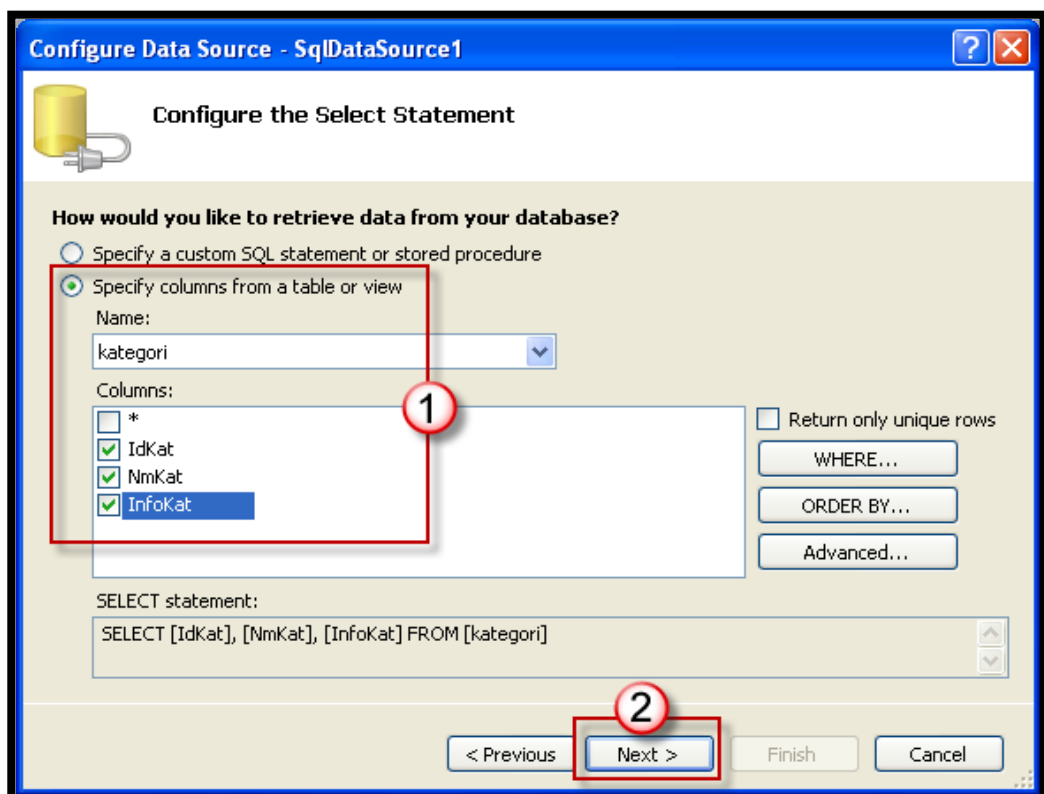 Configure Data Source - SqlDataSource1
Configure the Select Statement
How would you like to retrieve data from your database?
Specify a custom SQL statement or stored procedure
Specify columns from a table or view
Name:
kategori
Columns:
*
IdKat
NmKat
InfoKat
1
Return only unique rows
WHERE...
ORDER BY...
Advanced...
SELECT statement:
SELECT [IdKat], [NmKat], [InfoKat] FROM [kategori]
2
< Previous
Next >
Finish
Cancel